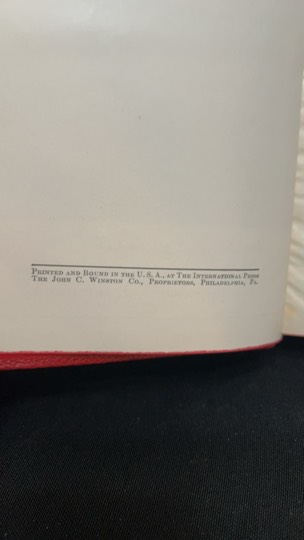 PRINTED AND BOUND IN THE U. S. A., AT THE INTERNATIONAL PRESS
THE JOHN C. WINSTON CO., PROPRIETORS, PHILADELPHIA, PA.